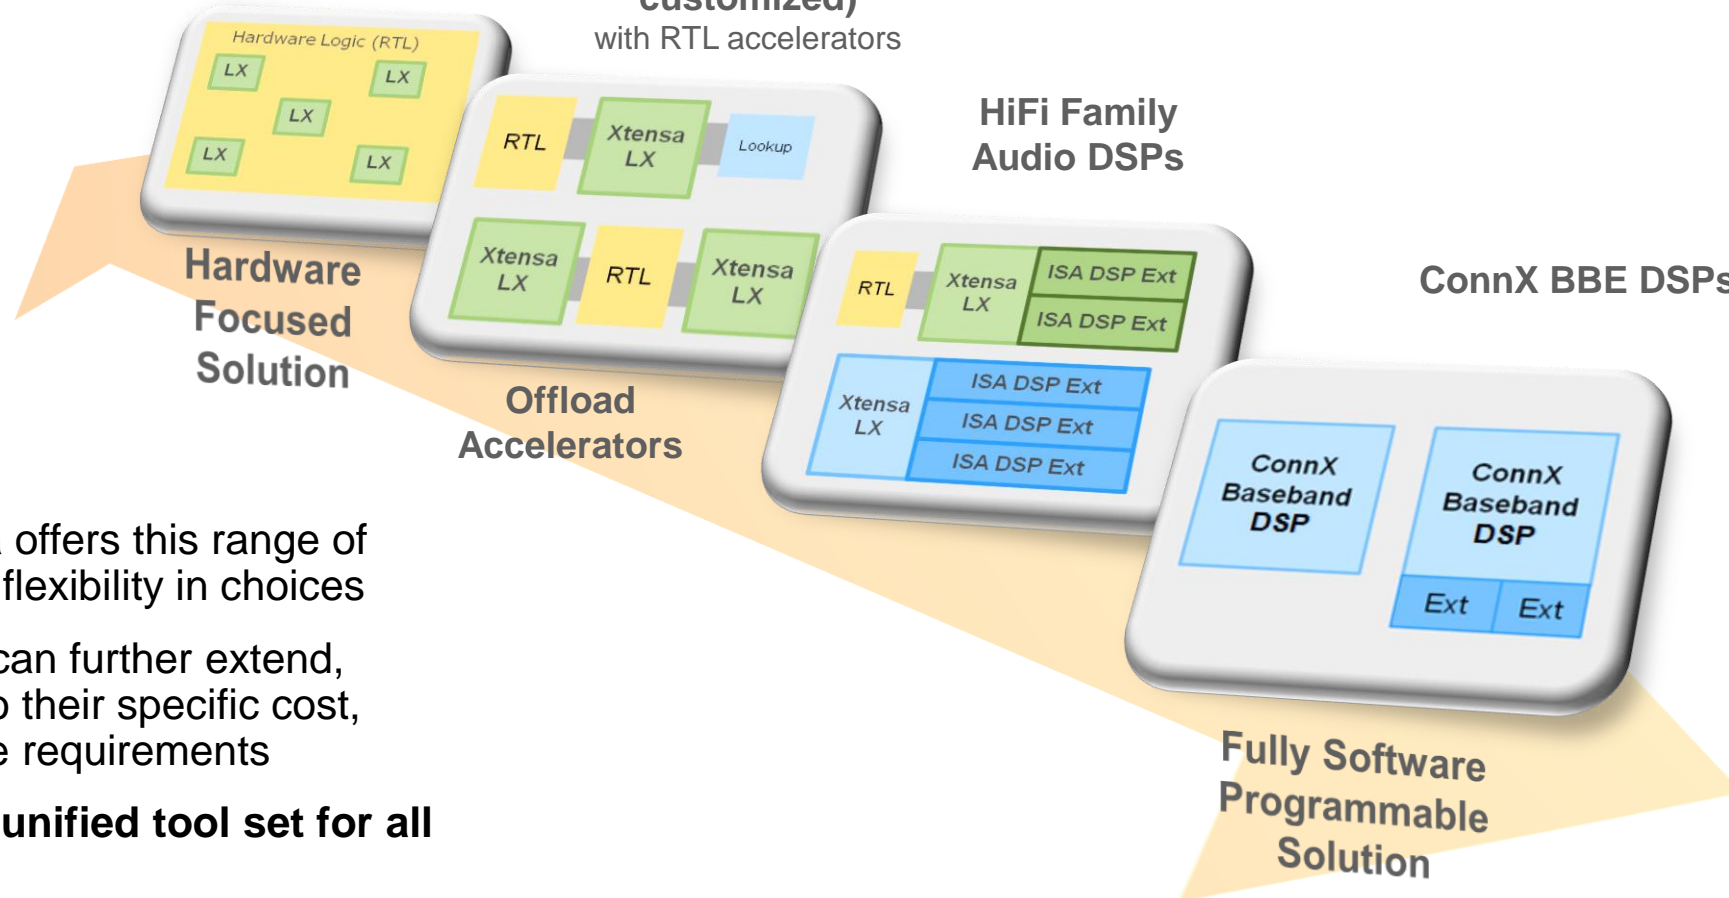 customized)
with RTL accelerators
Hardware Logic (RTL)
LX
LX
LX
LX
LX
Hardware
Focused
Solution
RTL
Xtensa
LX
Lookup
Xtensa
LX
RTL
Xtensa
LX
Offload
Accelerators
HiFi Family
Audio DSPs
RTL
Xtensa
LX
ISA DSP Ext
ISA DSP Ext
Xtensa
LX
ISA DSP Ext
ISA DSP Ext
ISA DSP Ext
ConnX BBE DSPs
ConnX
Baseband
DSP
ConnX
Baseband
DSP
Ext
Ext
Fully Software
Programmable
Solution
offers this range of
flexibility in choices
can further extend,
their specific cost,
requirements
unified tool set for all